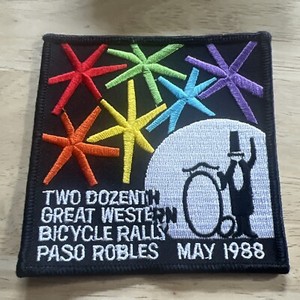 TWO DOZENTH
GREAT WESTERN
BICYCLE RALLY
PASO ROBLES MAY 1988